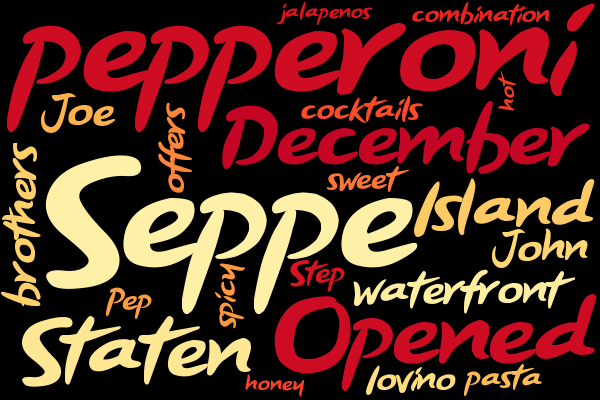 jalapenos
combination
pepperoni
hot
Joe
offers
cocktails
December
brothers
sweet
Seppe
Island
John
spicy
Step
Pep
waterfront
Staten
Opened
honey
Iovino
pasta